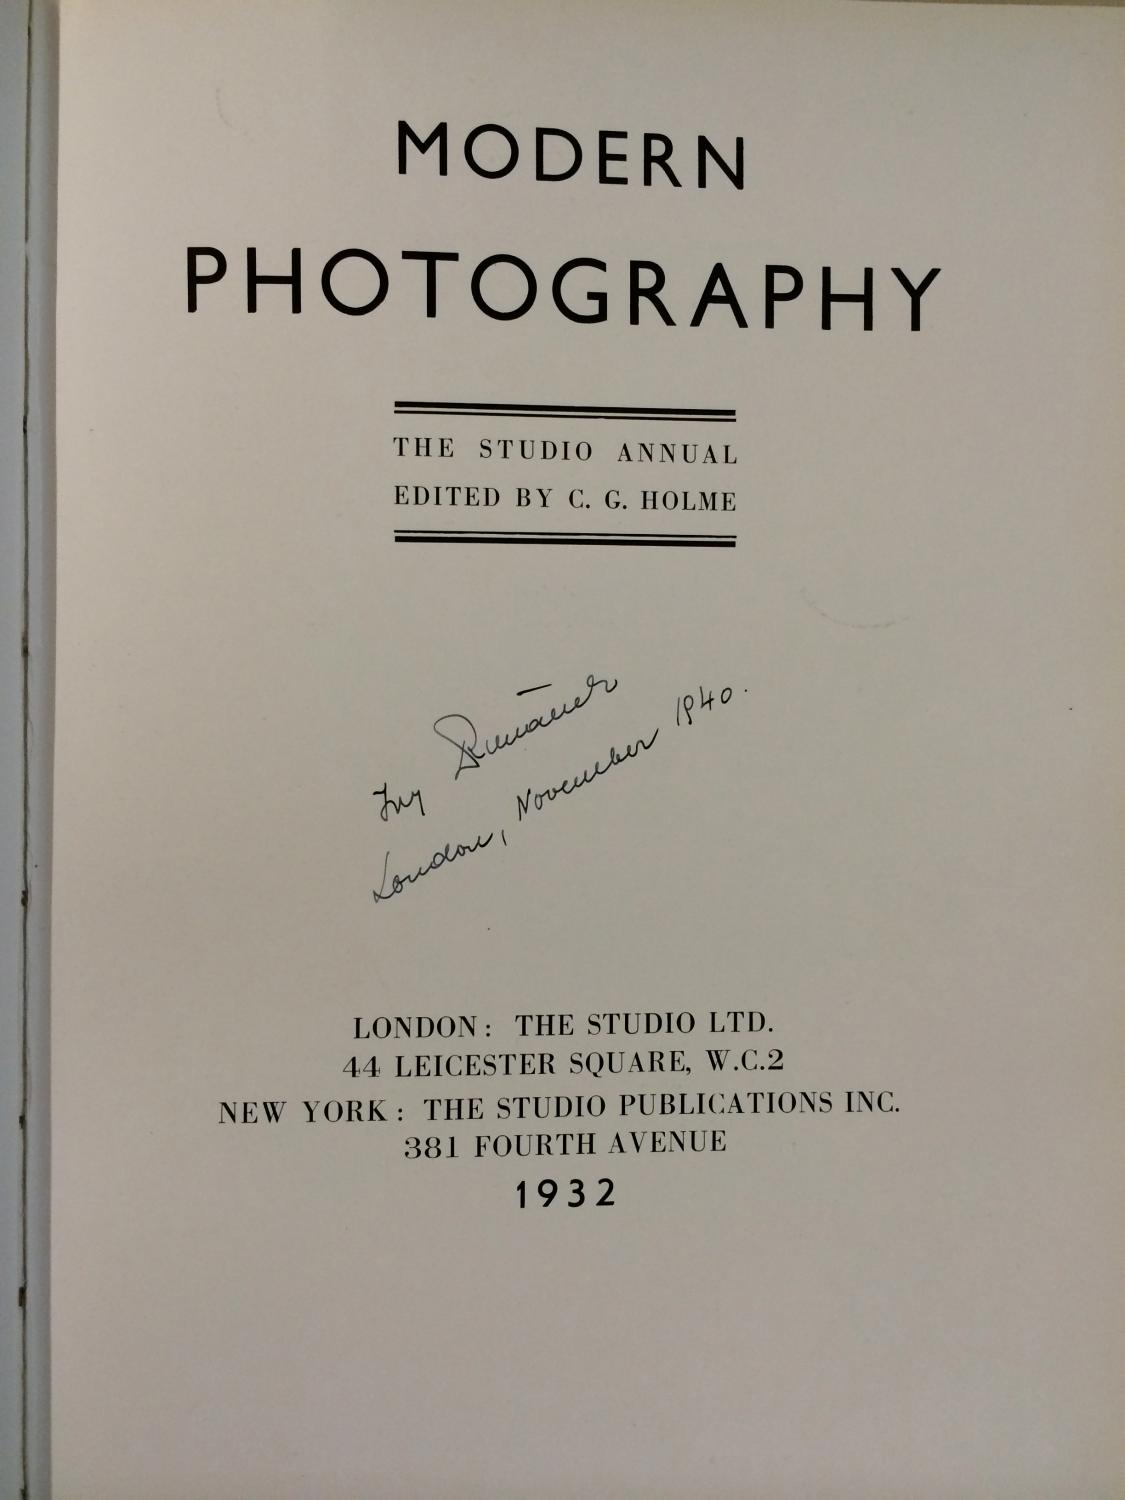 MODERN
PHOTOGRAPHY
THE STUDIO ANNUAL
EDITED BY C. G. HOLME
London, November 1940.
LONDON: THE STUDIO LTD.
44 LEICESTER SQUARE, W.C.2
NEW YORK: THE STUDIO PUBLICATIONS INC.
381 FOURTH AVENUE
1932